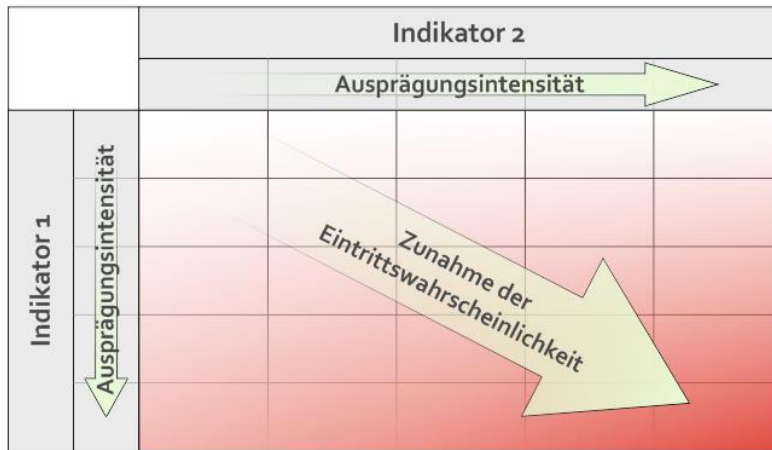 Indikator 2
Ausprägungsintensität
Indikator 1
Ausprägungsintensität
Zunahme der
Eintrittswahrscheinlichkeit